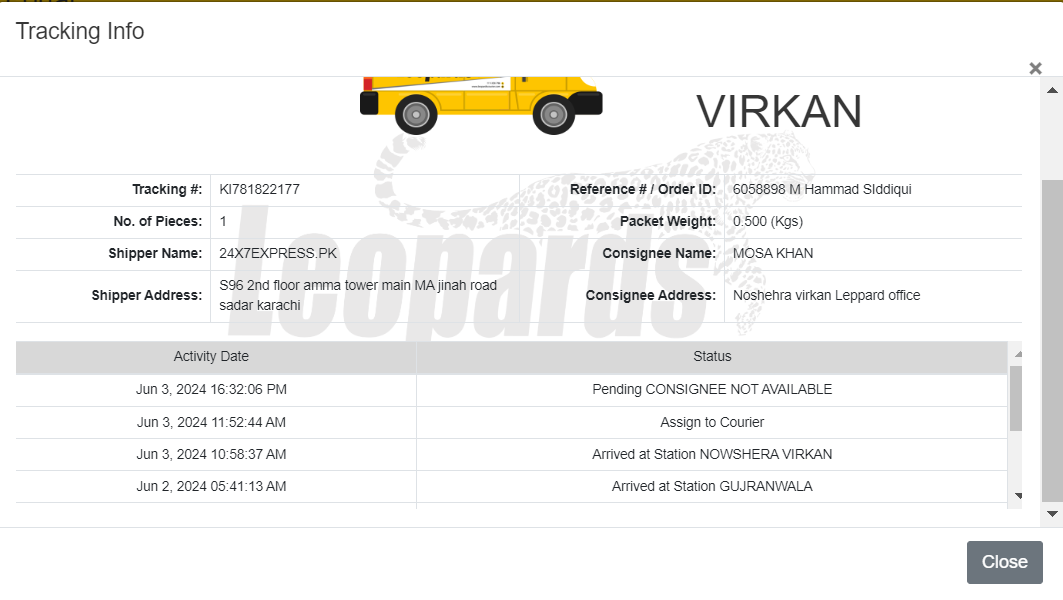 Tracking Info
×
VIRKAN
Tracking #: KI781822177 Reference # / Order ID: 6058898 M Hammad SIddiqui
No. of Pieces: 1 Packet Weight: 0.500 (Kgs)
Shipper Name: 24X7EXPRESS.PK Consignee Name: MOSA KHAN
Shipper Address: S96 2nd floor amma tower main MA jinah road
sadar karachi
Consignee Address: Noshehra virkan Leppard office
leopards
Activity Date Status
Jun 3, 2024 16:32:06 PM Pending CONSIGNEE NOT AVAILABLE
Jun 3, 2024 11:52:44 AM Assign to Courier
Jun 3, 2024 10:58:37 AM Arrived at Station NOWSHERA VIRKAN
Jun 2, 2024 05:41:13 AM Arrived at Station GUJRANWALA
Close